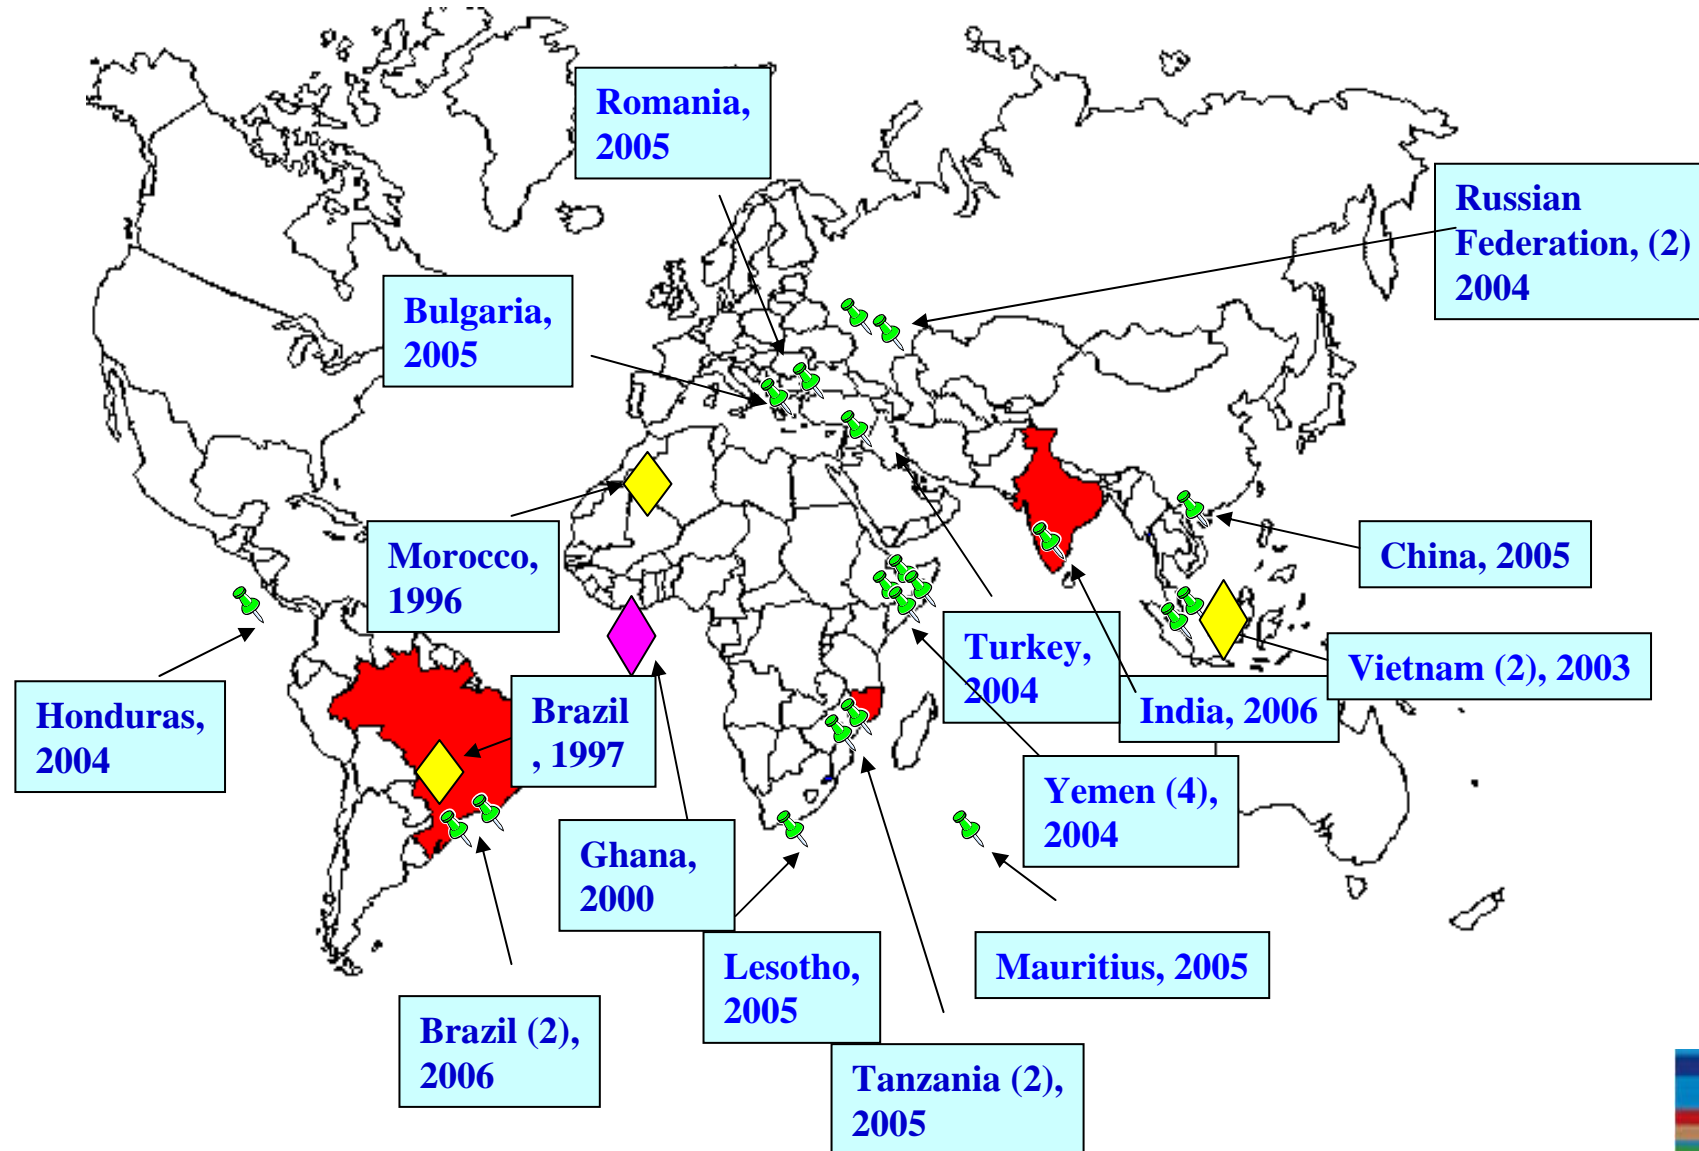 Romania,
2005
Russian
Federation, (2)
2004
Bulgaria,
2005
Morocco,
1996
China, 2005
Turkey,
2004
Vietnam (2), 2003
India, 2006
Honduras,
2004
Brazil
, 1997
Yemen (4),
2004
Ghana,
2000
Lesotho,
2005
Mauritius, 2005
Brazil (2),
2006
Tanzania (2),
2005